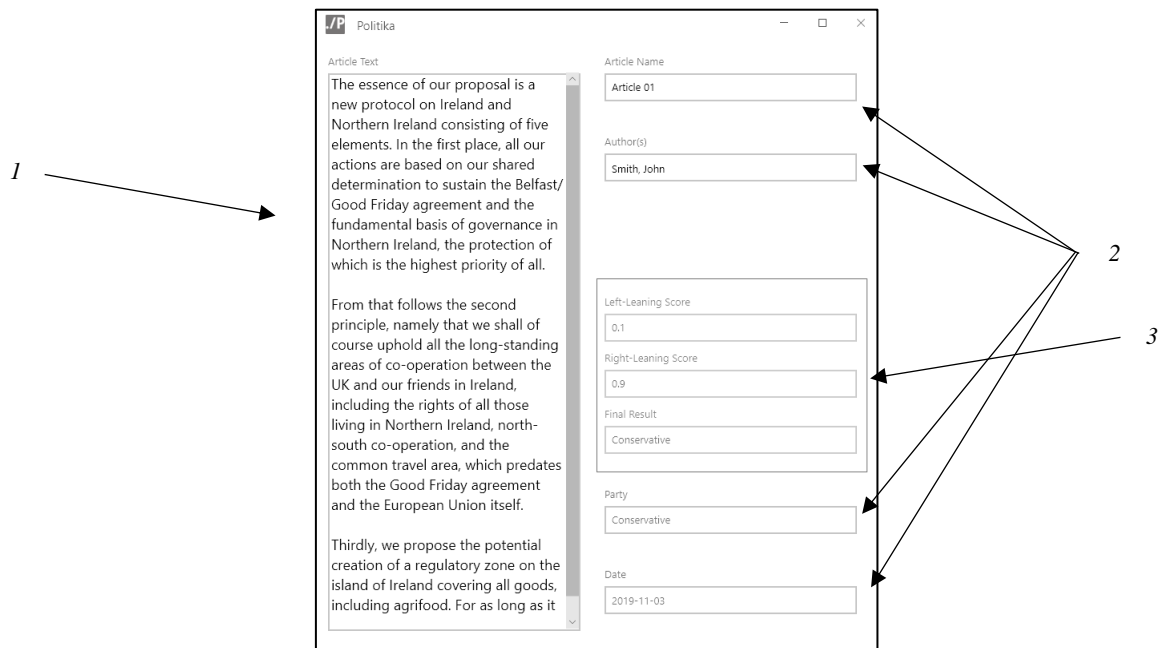 ./P Politika
Article Text
The essence of our proposal is a
new protocol on Ireland and
Northern Ireland consisting of five
elements. In the first place, all our
actions are based on our shared
determination to sustain the Belfast/
Good Friday agreement and the
fundamental basis of governance in
Northern Ireland, the protection of
which is the highest priority of all.
From that follows the second
principle, namely that we shall of
course uphold all the long-standing
areas of co-operation between the
UK and our friends in Ireland,
including the rights of all those
living in Northern Ireland, north-
south co-operation, and the
common travel area, which predates
both the Good Friday agreement
and the European Union itself.
Thirdly, we propose the potential
creation of a regulatory zone on the
island of Ireland covering all goods,
including agrifood. For as long as it
Article Name
Article 01
Author(s)
Smith, John
Left-Leaning Score
0.1
Right-Leaning Score
0.9
Final Result
Conservative
Party
Conservative
Date
2019-11-03
1
2
3